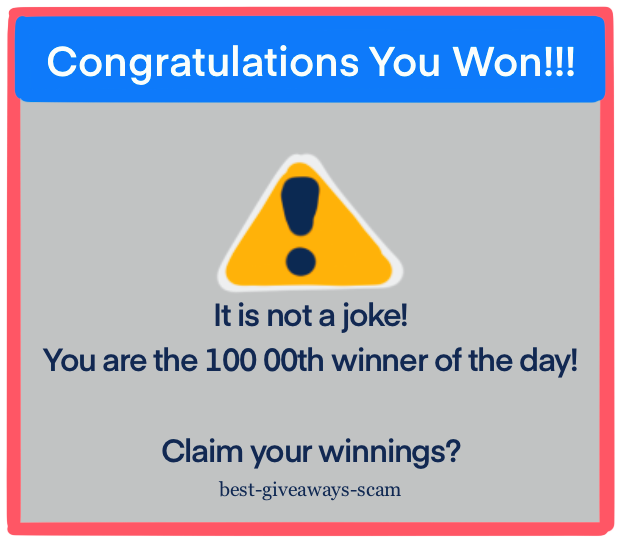 Congratulations You Won!!!
It is not a joke!
You are the 100 00th winner of the day!
Claim your winnings?
best-giveaways-scam